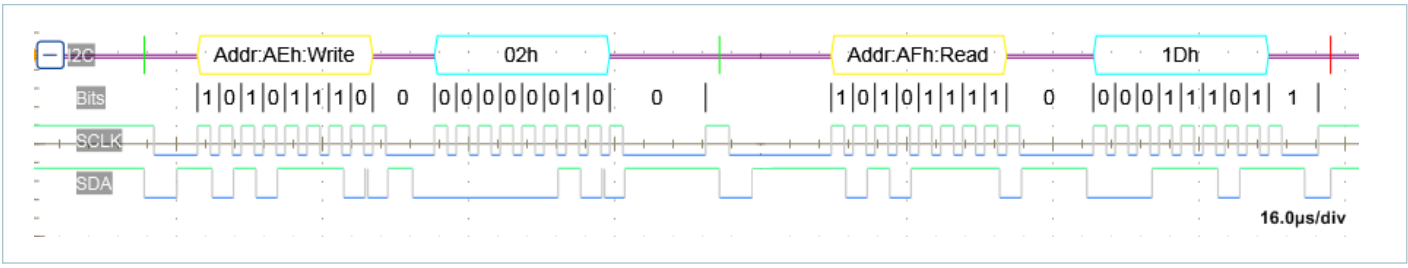 I2C Addr:AEh:Write 02h Addr:AFh:Read 1Dh
Bits 1 0 1 0 1 1 1 0 0 0 0 0 0 0 0 1 0 0 1 0 1 0 1 1 1 1 0 0 0 0 1 1 1 0 1 1
SCLK
SDA
16.0µs/div